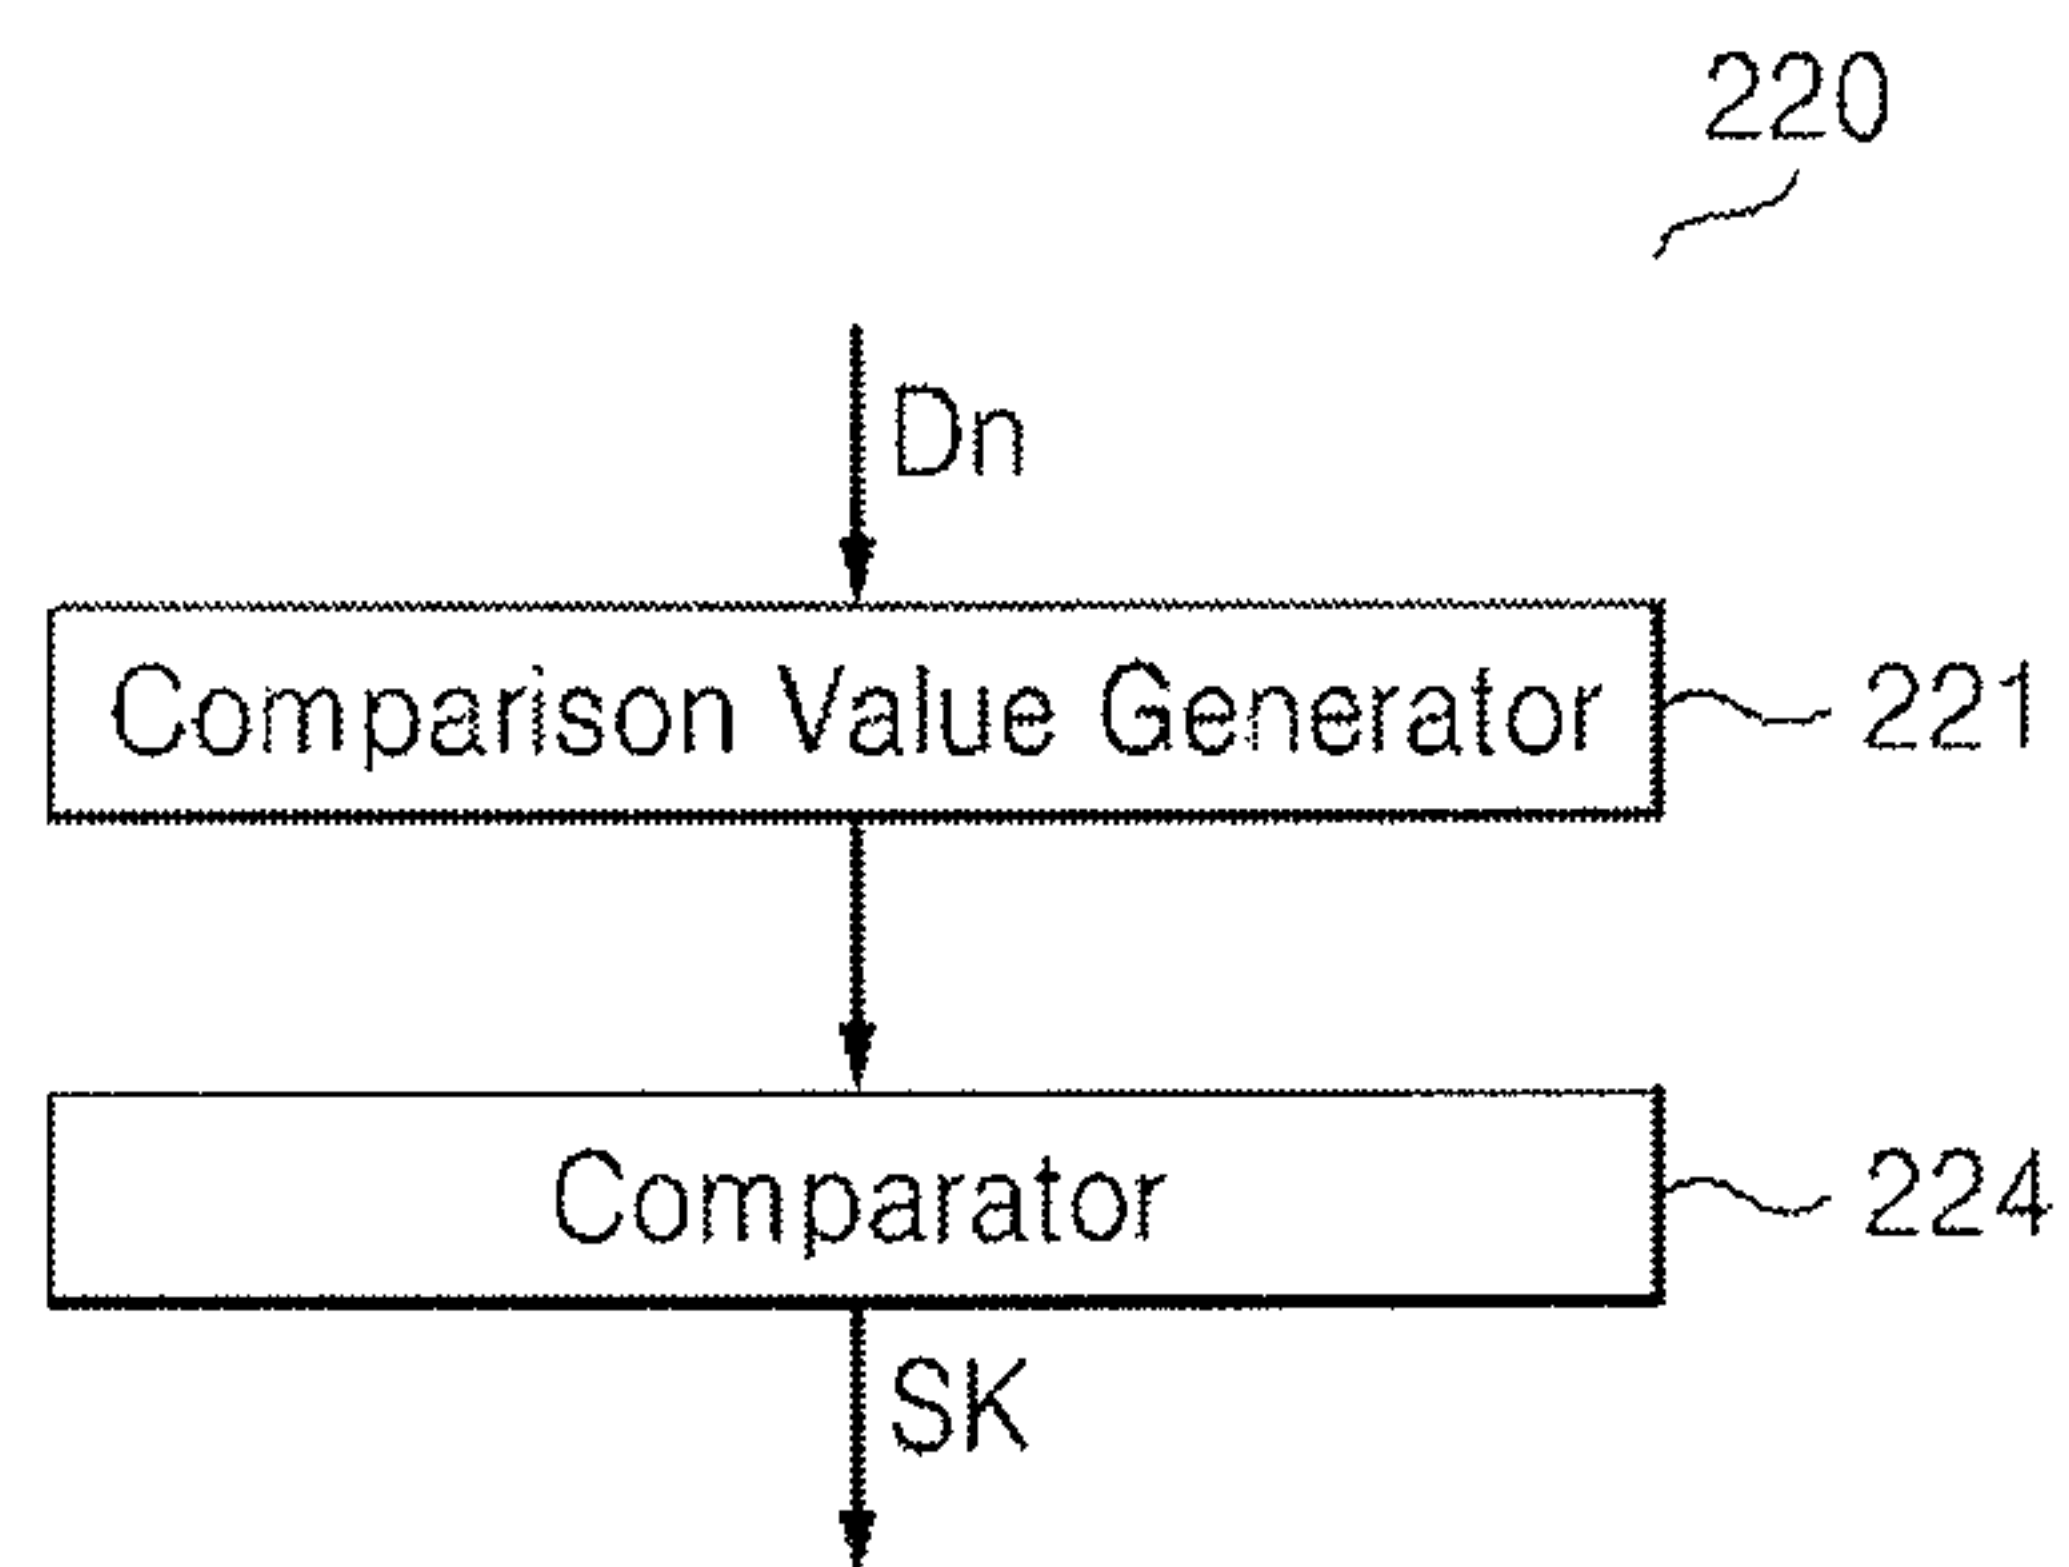 220
Dn
Comparison Value Generator
221
Comparator
224
SK